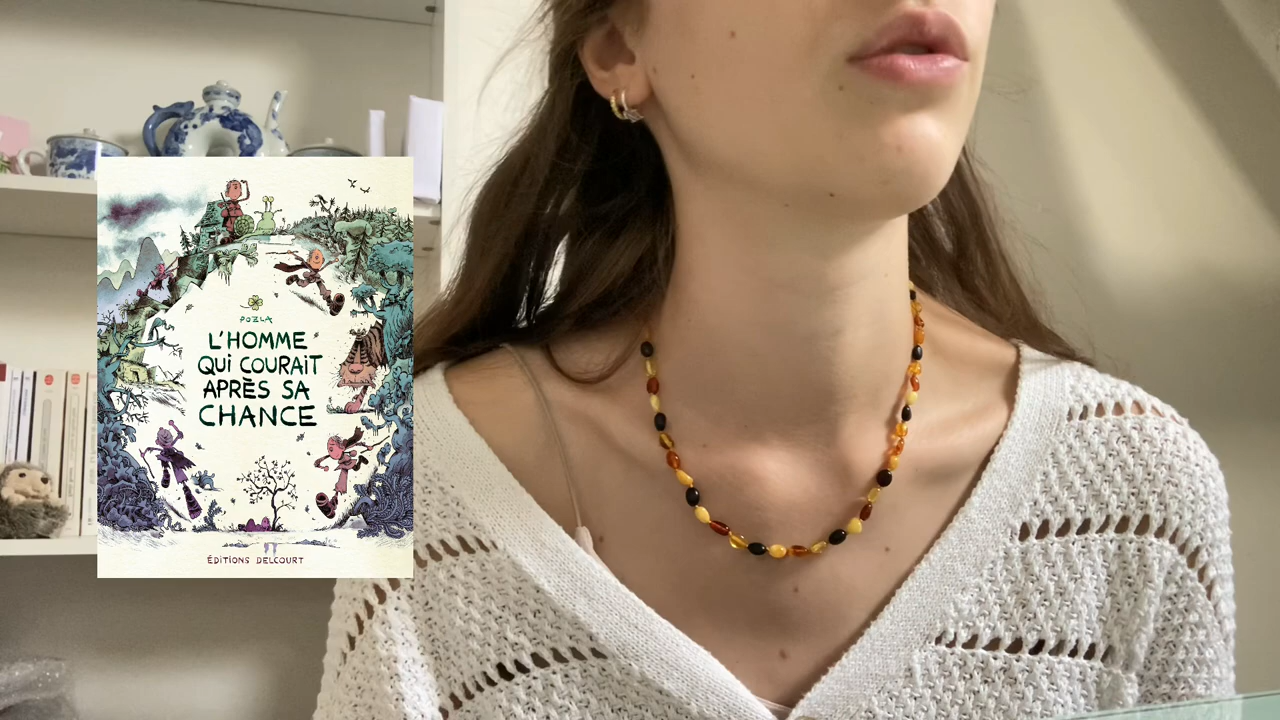 POZLA
L'HOMME
QUI COURAIT
APRÈS SA
CHANCE
ÉDITIONS DELCOURT